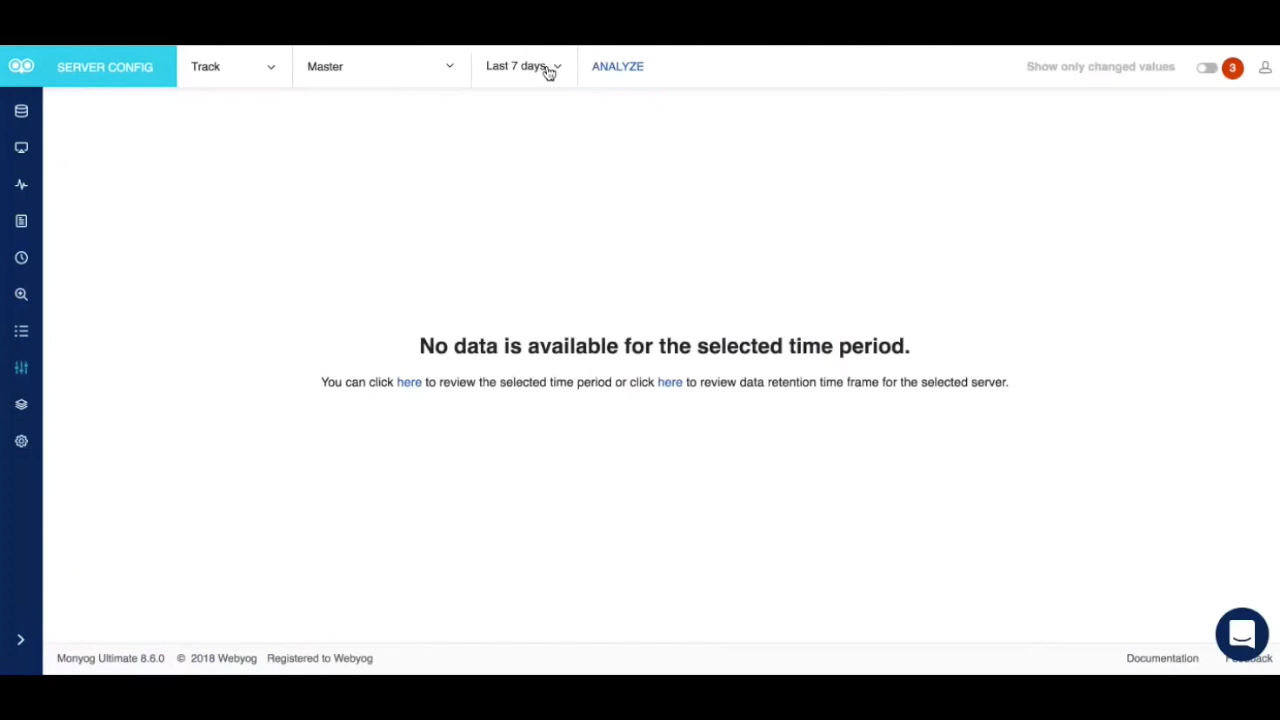 SERVER CONFIG Track Master Last 7 days ANALYZE Show only changed values 3
No data is available for the selected time period.
You can click here to review the selected time period or click here to review data retention time frame for the selected server.
Monyog Ultimate 8.6.0 © 2018 Webyog Registered to Webyog Documentation